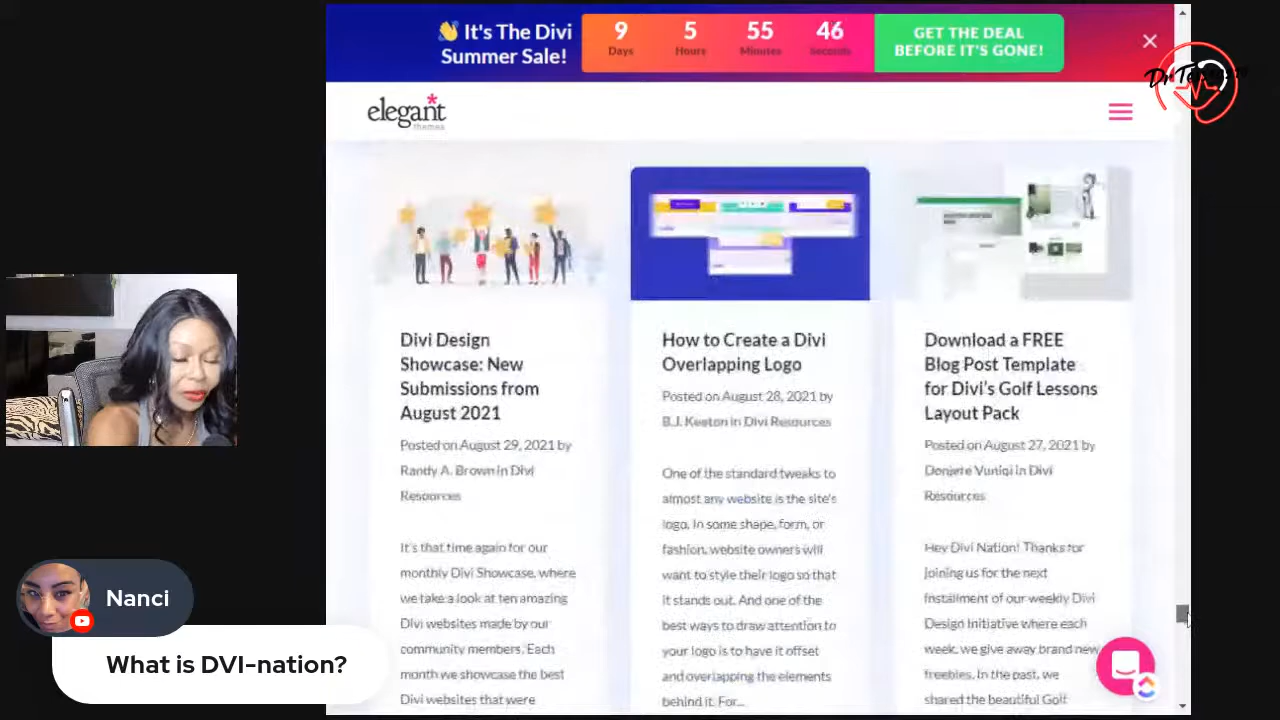 It's The Divi
Summer Sale!
9
Days
5
Hours
55
Minutes
46
Seconds
GET THE DEAL
BEFORE IT'S GONE!
elegant
themes
Divi Design
Showcase: New
Submissions from
August 2021
Posted on August 29, 2021 by
Randy A. Brown in Divi
Resources
It's that time again for our
monthly Divi Showcase, where
we take a look at ten amazing
Divi websites made by our
community members. Each
month we showcase the best
Divi websites that were
How to Create a Divi
Overlapping Logo
Posted on August 28, 2021 by
B.J. Keeton in Divi Resources
One of the standard tweaks to
almost any website is the site's
logo. In some shape, form, or
fashion, website owners will
want to style their logo so that
it stands out. And one of the
best ways to draw attention to
your logo is to have it offset
and overlapping the elements
behind it. For...
Download a FREE
Blog Post Template
for Divi’s Golf Lessons
Layout Pack
Posted on August 27, 2021 by
Donjete Vuniqi in Divi
Resources
Hey Divi Nation! Thanks for
joining us for the next
installment of our weekly Divi
Design Initiative where each
week, we give away brand new
freebies. In the past, we
shared the beautiful Golf
Nanci
What is DVI-nation?